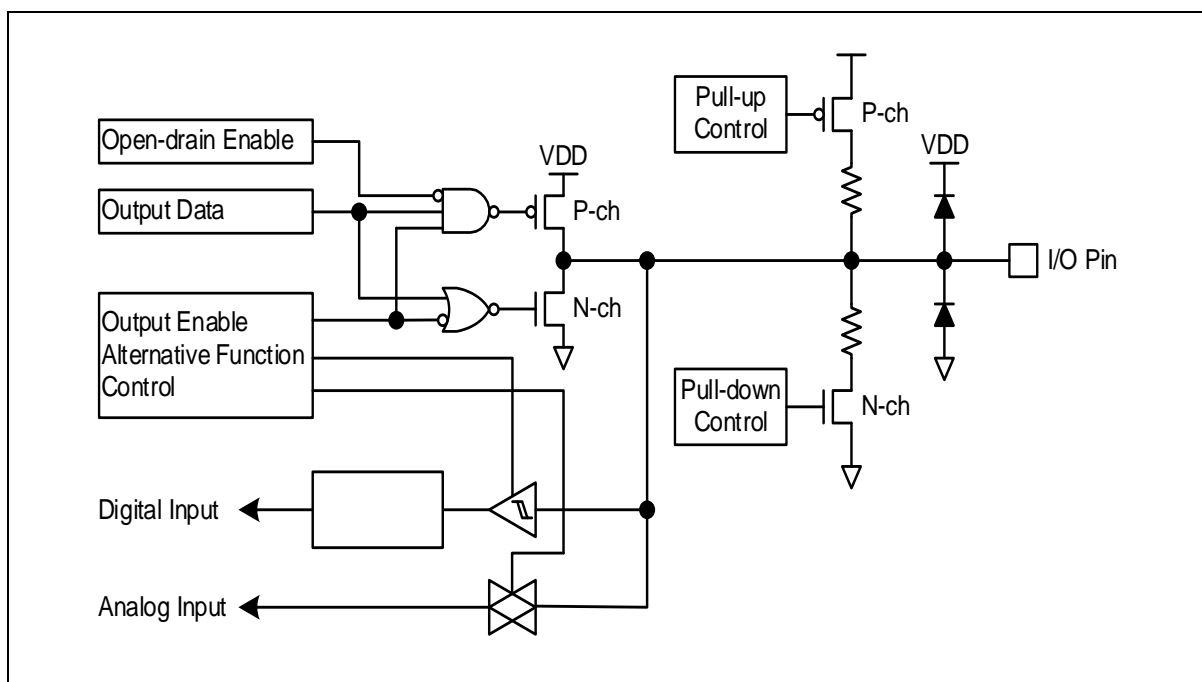 Pull-up
Control
P-ch
Open-drain Enable
VDD
VDD
Output Data
P-ch
I/O Pin
Output Enable
Alternative Function
Control
N-ch
Pull-down
Control
N-ch
Digital Input
Analog Input